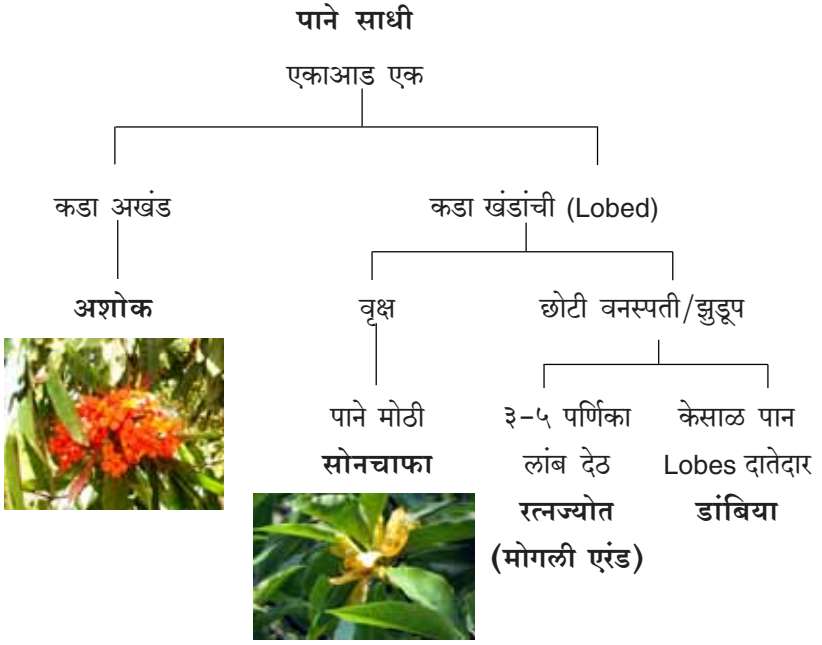 पाने साधी
एकाआड एक
कडा अखंड
कडा खंडांची (Lobed)
अशोक
वृक्ष
छोटी वनस्पती/झुडूप
पाने मोठी
सोनचाफा
३-५ पर्णिका
लांब देठ
रत्नज्योत
(मोगली एरंड)
केसाळ पान
Lobes दातेदार
डांबिया